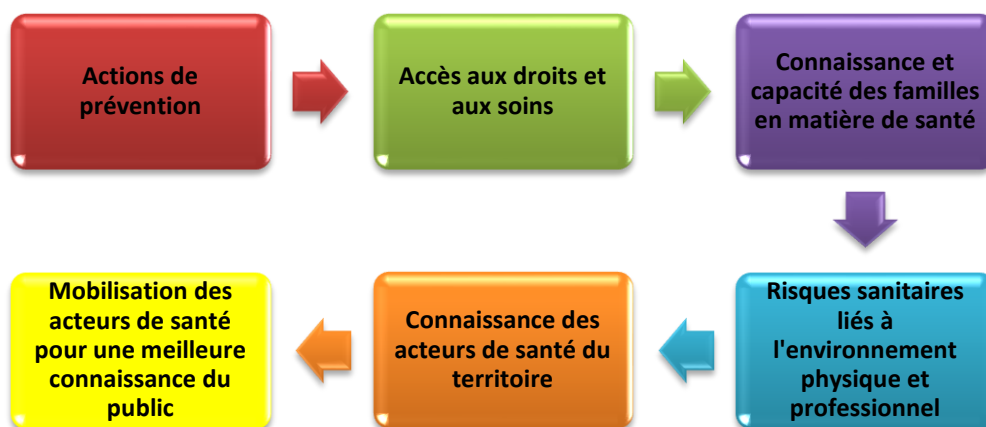 Actions de
prévention
Accès aux droits et
aux soins
Connaissance et
capacité des familles
en matière de santé
Risques sanitaires
liés à
l'environnement
physique et
professionnel
Connaissance des
acteurs de santé du
territoire
Mobilisation des
acteurs de santé
pour une meilleure
connaissance du
public